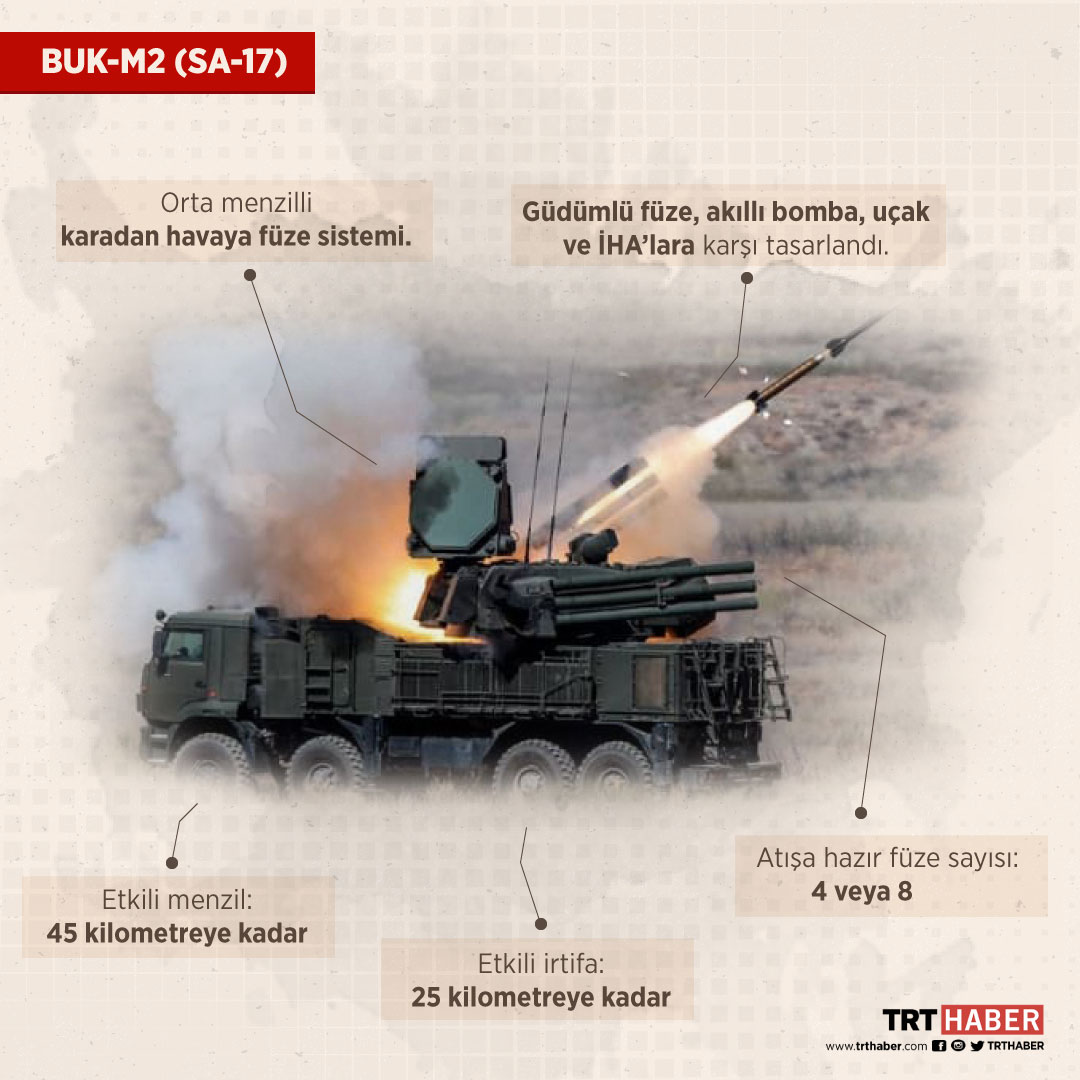 BUK-M2 (SA-17)
Orta menzilli
karadan havaya füze sistemi.
Güdümlü füze, akıllı bomba, uçak
ve İHA'lara karşı tasarlandı.
Etkili menzil:
45 kilometreye kadar
Etkili irtifa:
25 kilometreye kadar
Atışa hazır füze sayısı:
4 veya 8
TRT HABER
www.trthaber.com TRTHABER